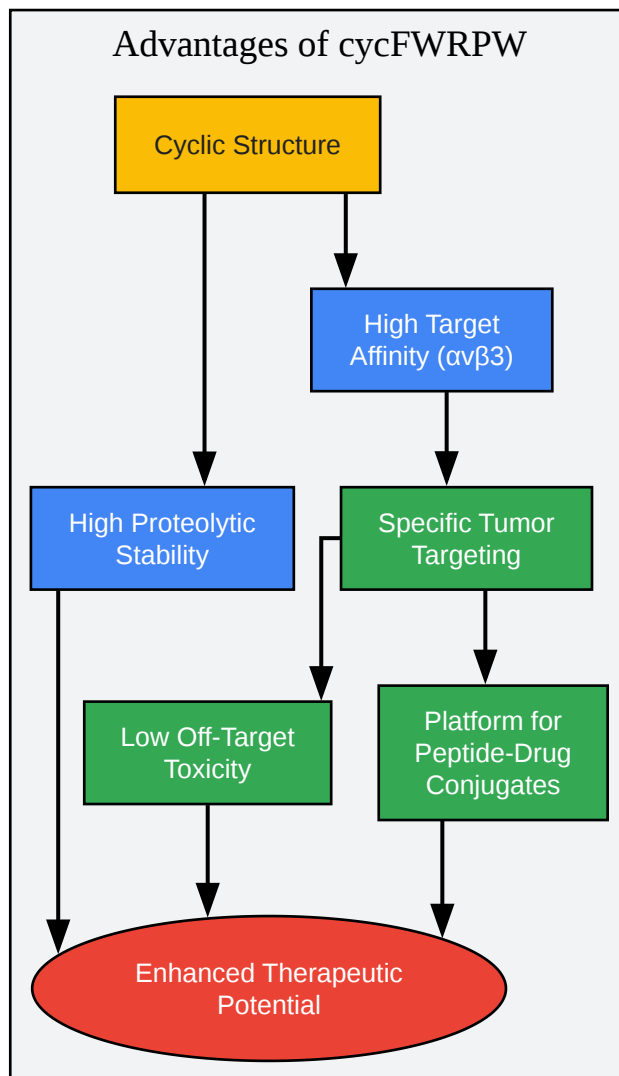 Advantages of cycFWRPW
Cyclic Structure
High Target
Affinity (αvβ3)
High Proteolytic
Stability
Specific Tumor
Targeting
Low Off-Target
Toxicity
Platform for
Peptide-Drug
Conjugates
Enhanced Therapeutic
Potential